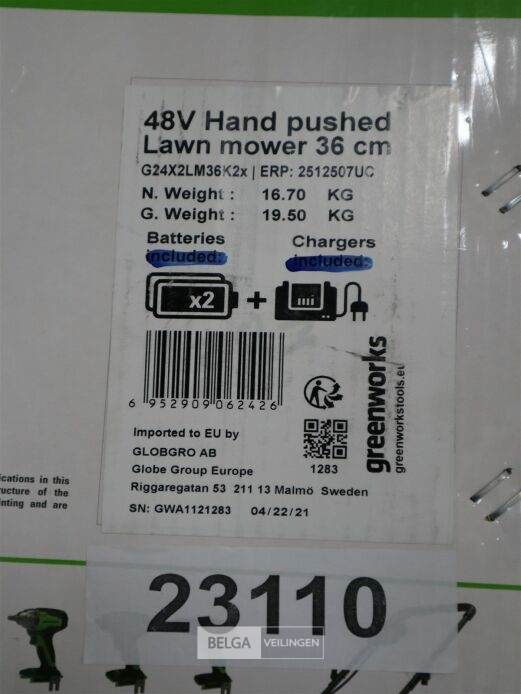 48V Hand pushed
Lawn mower 36 cm
G24X2LM36K2x | ERP: 2512507UC
N. Weight : 16.70 KG
G. Weight : 19.50 KG
Batteries Chargers
included: included:
x2 +
6 952909 062426
greenworks
greenworkstools.eu
Imported to EU by
GLOBGRO AB
Globe Group Europe 1283
Riggaregatan 53 211 13 Malmö Sweden
SN: GWA1121283 04/22/21
cations in this
ructure of the
inting and are
23110
BELGA VEILINGEN